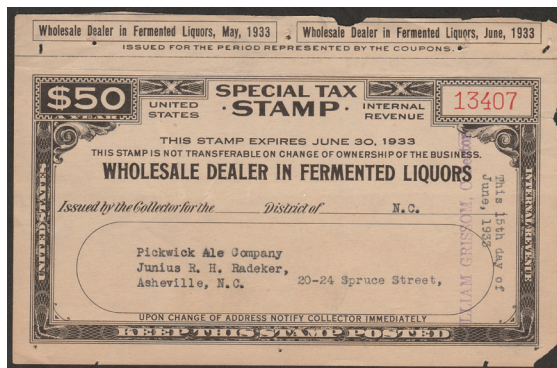 Wholesale Dealer in Fermented Liquors, May, 1933
Wholesale Dealer in Fermented Liquors, June, 1933
ISSUED FOR THE PERIOD REPRESENTED BY THE COUPONS.
$50
A YEAR
UNITED STATES
SPECIAL TAX
STAMP
INTERNAL REVENUE
13407
THIS STAMP EXPIRES JUNE 30, 1933
THIS STAMP IS NOT TRANSFERABLE ON CHANGE OF OWNERSHIP OF THE BUSINESS.
WHOLESALE DEALER IN FERMENTED LIQUORS
Issued by the Collector for the District of N.C.
Pickwick Ale Company
Junius R. H. Radeker,
Asheville, N.C. 20-24 Spruce Street,
UPON CHANGE OF ADDRESS NOTIFY COLLECTOR IMMEDIATELY
KEEP THIS STAMP POSTED
UNITED STATES
INTERNAL REVENUE
This 15th day of
June, 1933
LIAM GRISSOM,